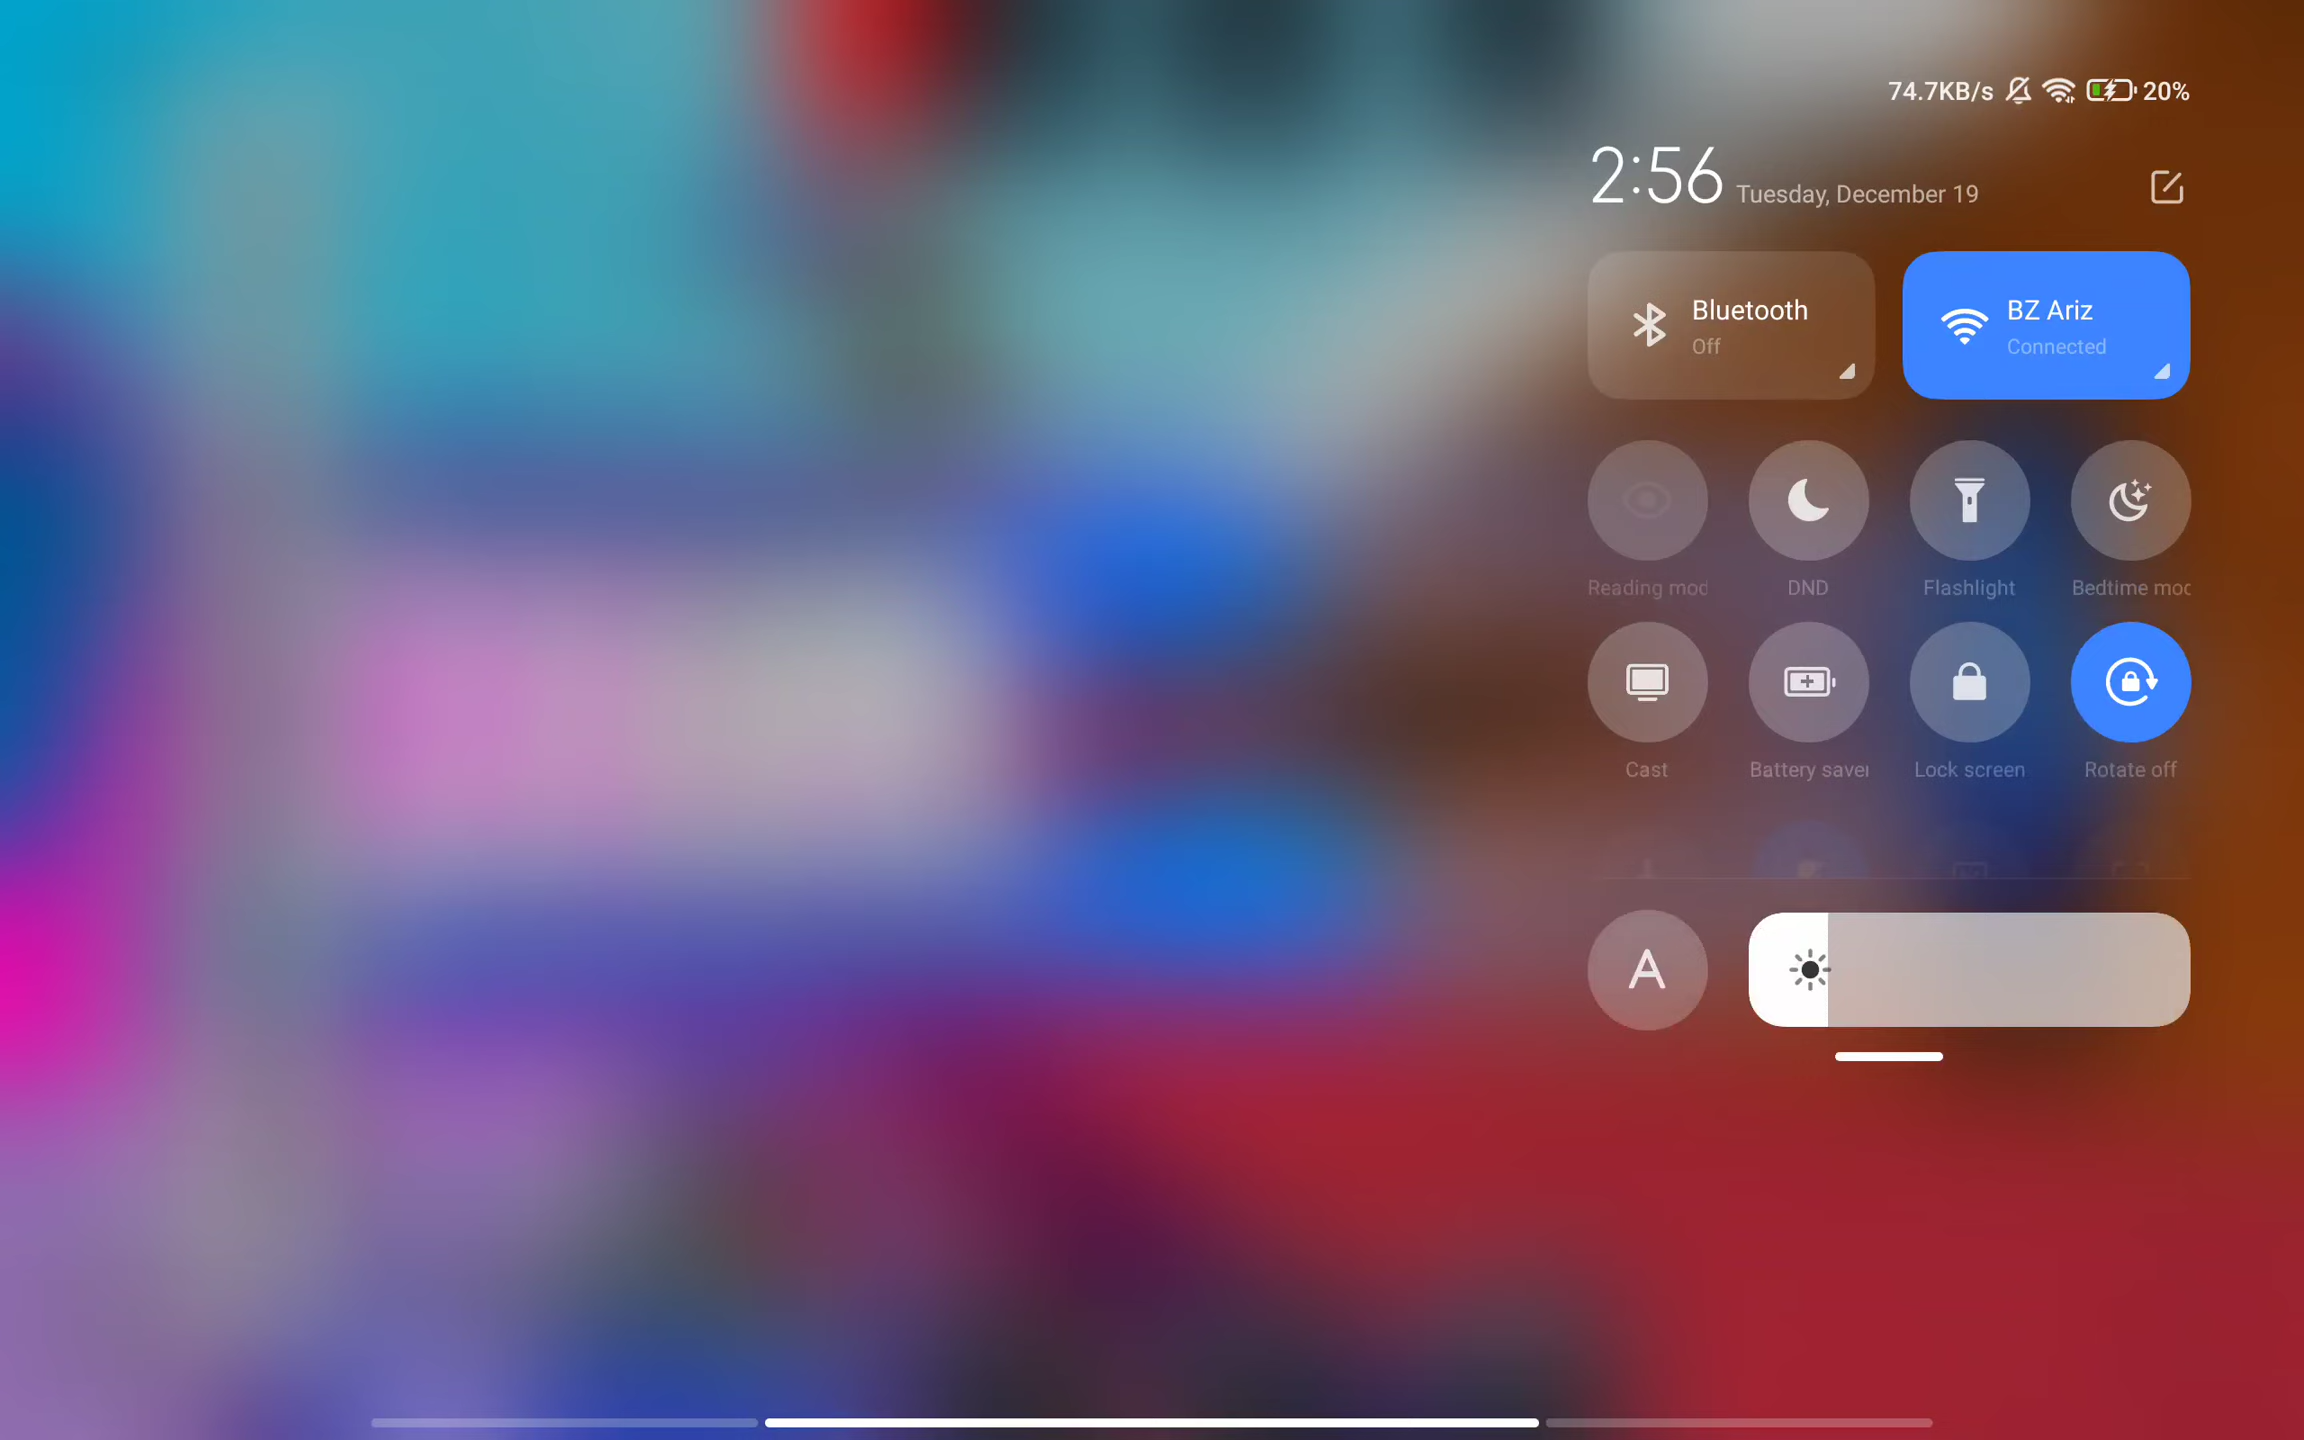 74.7KB/s 20%
2:56 Tuesday, December 19
Bluetooth
Off
BZ Ariz
Connected
Reading mod
DND
Flashlight
Bedtime mod
Cast
Battery saver
Lock screen
Rotate off
A